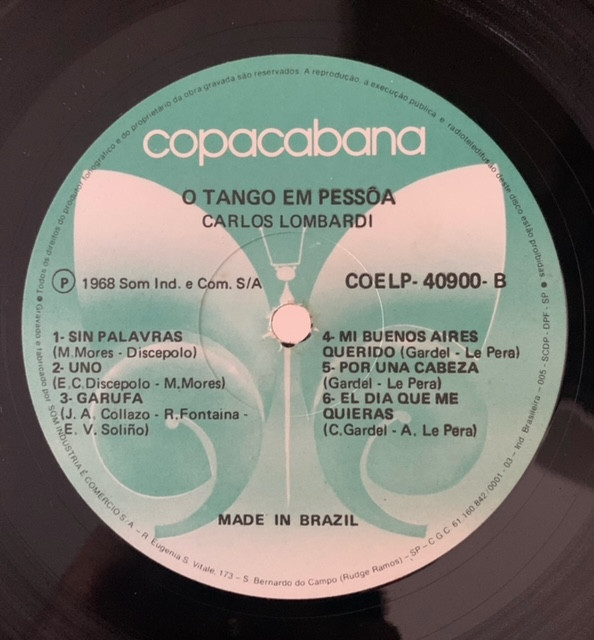 copacabana
O TANGO EM PESSÔA
CARLOS LOMBARDI
Ⓟ 1968 Som Ind. e Com. S/A
COELP-40900-B
1- SIN PALAVRAS
(M.Mores - Discepolo)
2- UNO
(E.C.Discepolo - M.Mores)
3- GARUFA
(J. A. Collazo - R.Fontaina -
E. V. Soliño)
4- MI BUENOS AIRES
QUERIDO (Gardel - Le Pera)
5- POR UNA CABEZA
(Gardel - Le Pera)
6- EL DIA QUE ME
QUIERAS
(C.Gardel - A. Le Pera)
MADE IN BRAZIL
Todos os direitos do produtor fonográfico e do proprietário da obra gravada são reservados. A reprodução, a execução pública e radioteledifusão deste disco estão proibidas
● Gravado e fabricado por SOM INDÚSTRIA E COMÉRCIO S/A – R. Eugenia S. Vitale, 173 – S. Bernardo do Campo (Rudge Ramos) – SP – C.G.C. 61.160.842/0001-03 – Ind. Brasileira – 005 - SCDP - DPF - SP ●